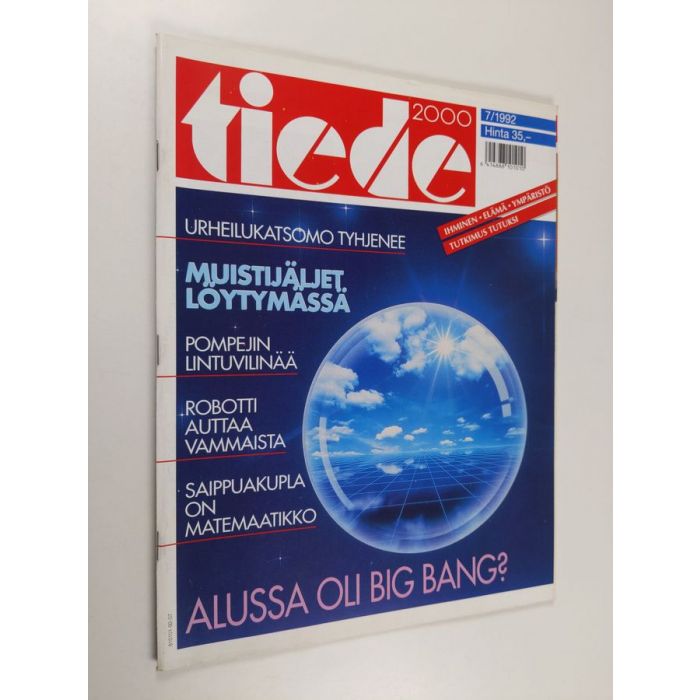 tiede
2000
7/1992
Hinta 35,-
IHMINEN • ELÄMÄ • YMPÄRISTÖ
TUTKIMUS TUTUKSI
URHEILUKATSOMO TYHJENEE
MUISTIJÄLJET
LÖYTYMÄSSÄ
POMPEJIN
LINTUVILINÄÄ
ROBOTTI
AUTTAA
VAMMAISTA
SAIPPUAKUPLA
ON
MATEMAATIKKO
ALUSSA OLI BIG BANG?